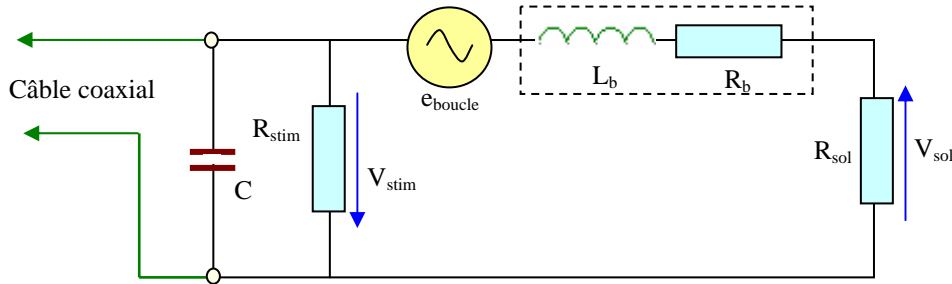 e_boucle
L_b
R_b
Câble coaxial
R_stim
V_stim
C
R_sol
V_sol